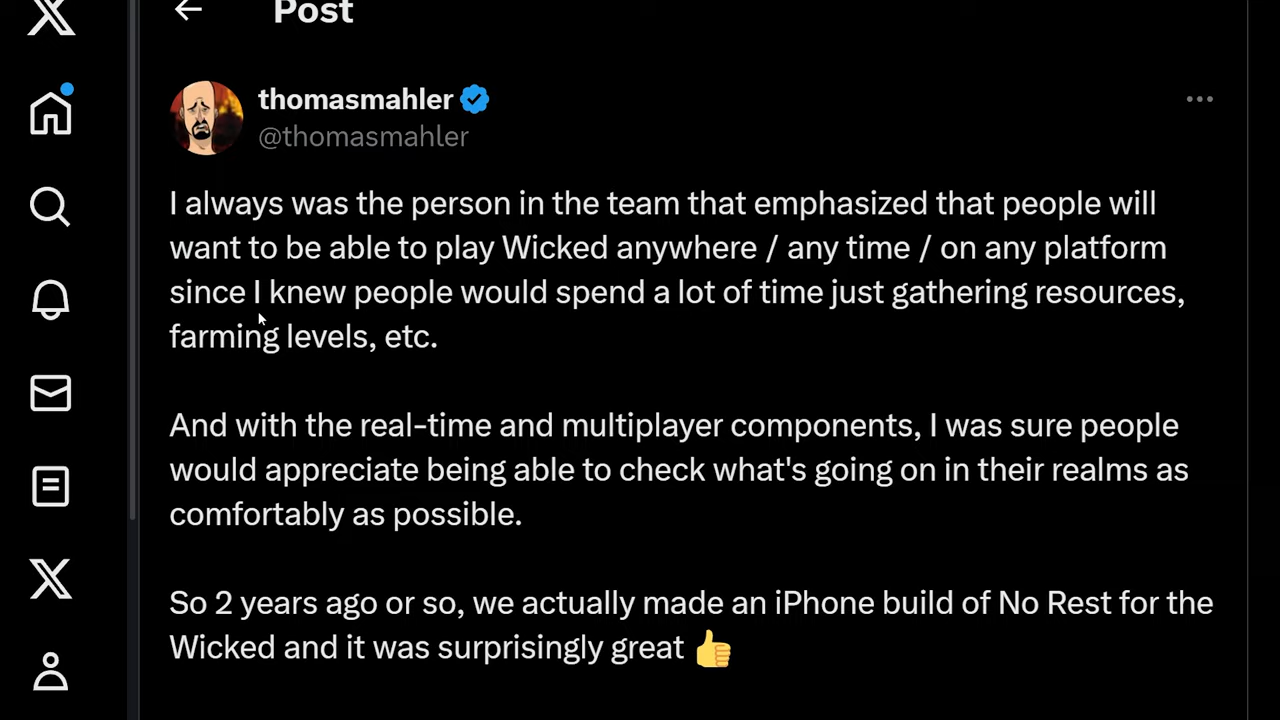 Post
thomasmahler
@thomasmahler
I always was the person in the team that emphasized that people will
want to be able to play Wicked anywhere / any time / on any platform
since I knew people would spend a lot of time just gathering resources,
farming levels, etc.
And with the real-time and multiplayer components, I was sure people
would appreciate being able to check what's going on in their realms as
comfortably as possible.
So 2 years ago or so, we actually made an iPhone build of No Rest for the
Wicked and it was surprisingly great 👍